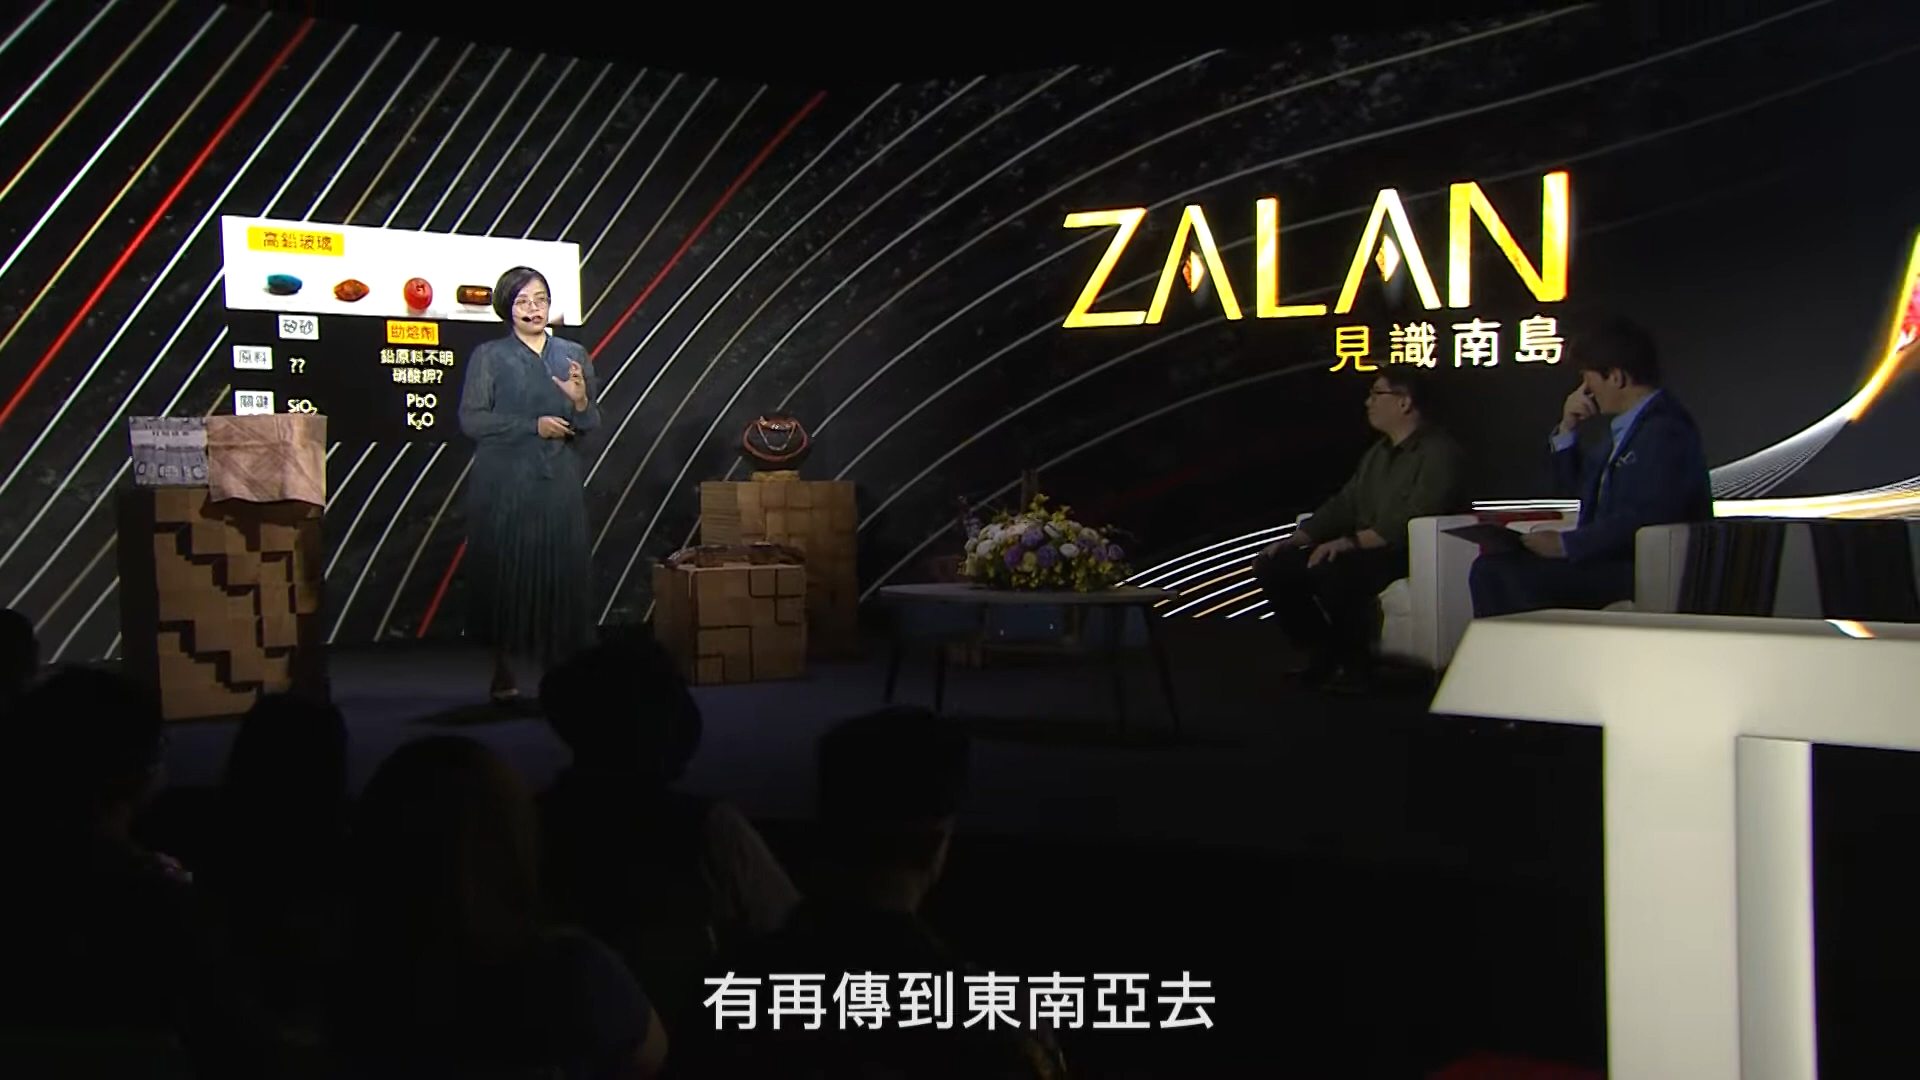 高鉛玻璃
矽砂
助熔劑
原料
??
鉛原料不明
硝酸鉀?
關鍵
SiO₂
PbO
K₂O
ZALAN
見識南島
有再傳到東南亞去